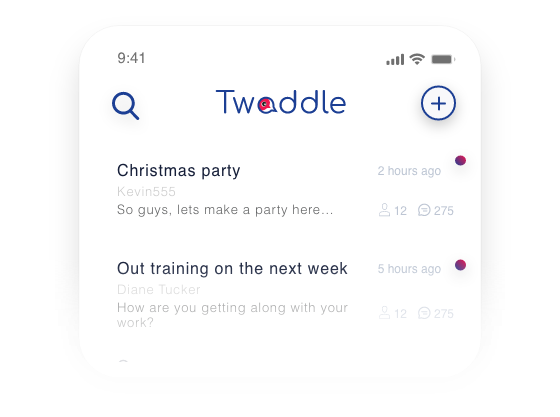 9:41
Twaddle
Christmas party
2 hours ago
Kevin555
So guys, lets make a party here...
12
275
Out training on the next week
5 hours ago
Diane Tucker
How are you getting along with your
work?
12
275